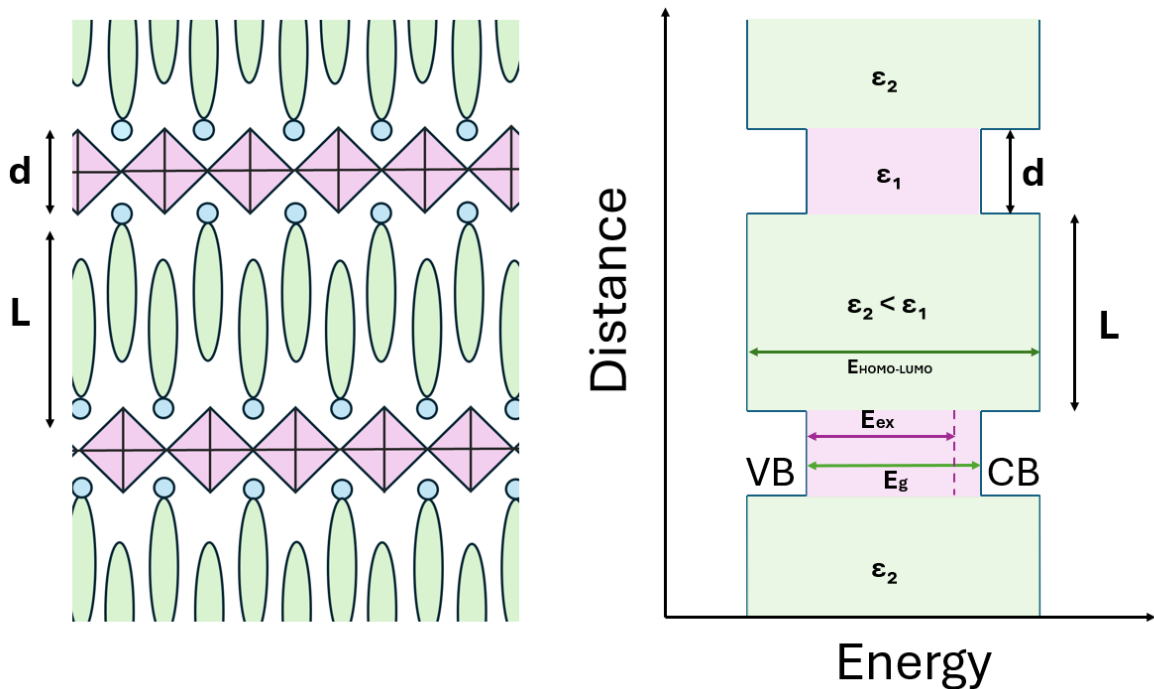 d
L
Distance
ε₂
ε₁
d
ε₂ < ε₁
L
EHOMO-LUMO
Eex
VB
Eg
CB
ε₂
Energy